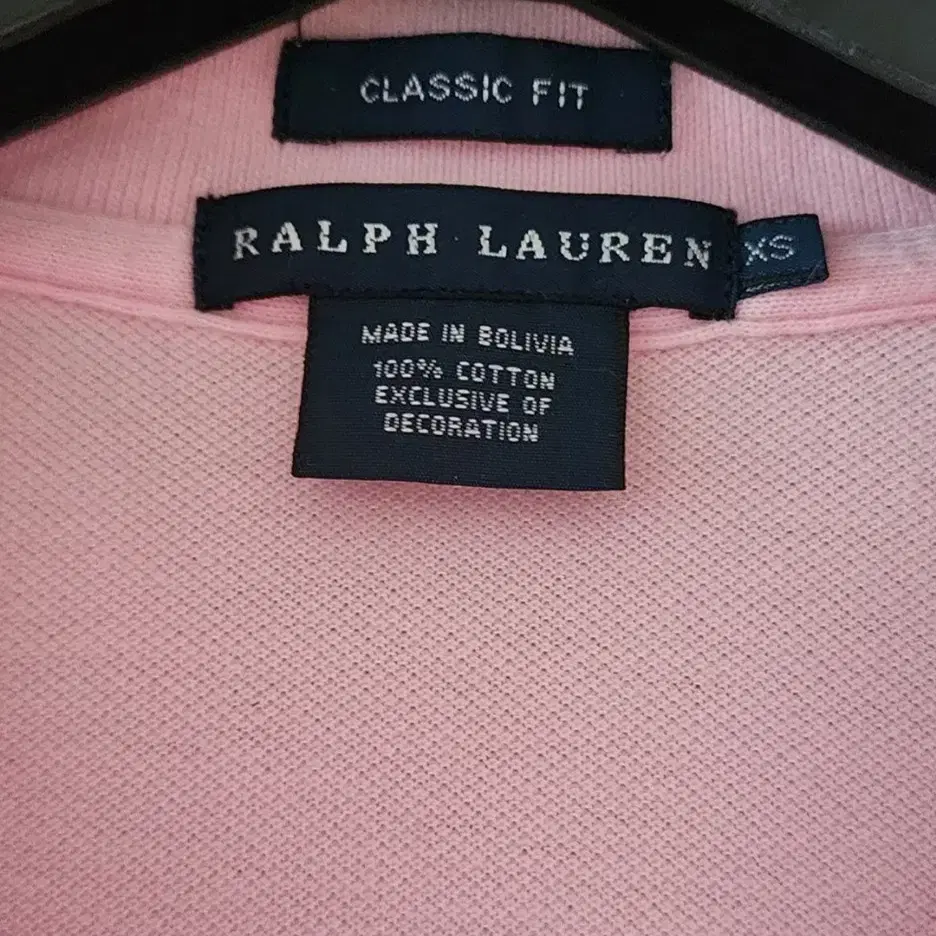 CLASSIC FIT
RALPH LAUREN
XS
MADE IN BOLIVIA
100% COTTON
EXCLUSIVE OF
DECORATION